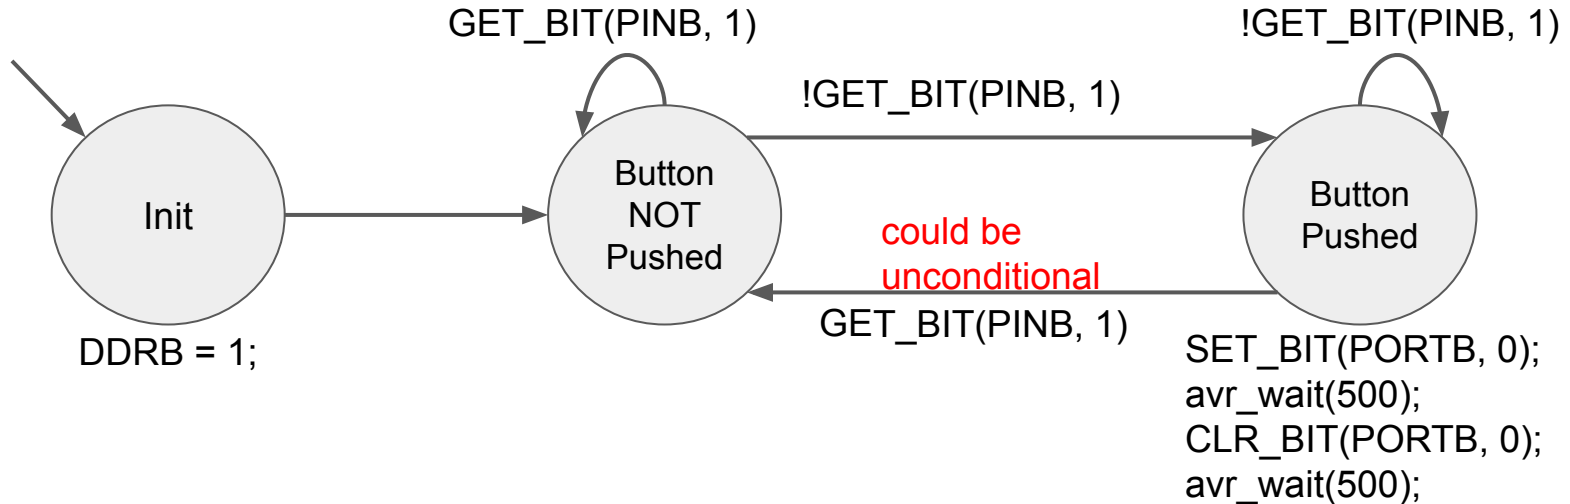 GET_BIT(PINB, 1)
!GET_BIT(PINB, 1)
!GET_BIT(PINB, 1)
Init
Button
NOT
Pushed
Button
Pushed
could be
unconditional
GET_BIT(PINB, 1)
DDRB = 1;
SET_BIT(PORTB, 0);
avr_wait(500);
CLR_BIT(PORTB, 0);
avr_wait(500);